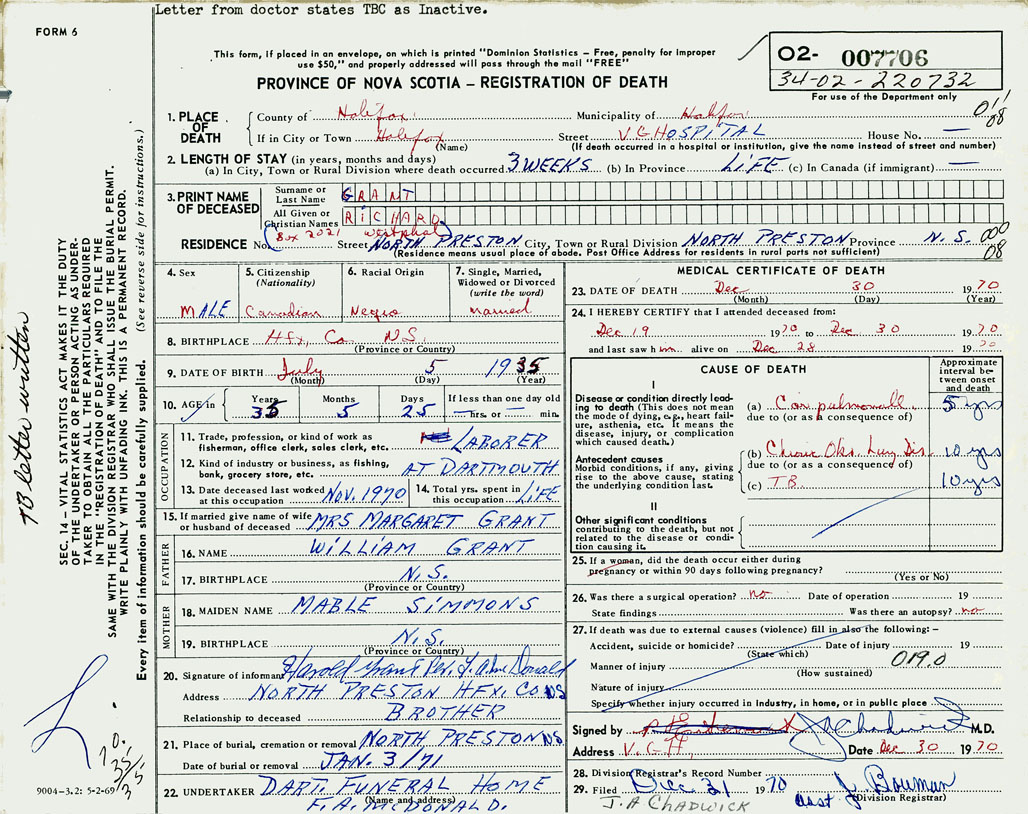 Letter from doctor states TBC as Inactive.
FORM 6
This form, if placed in an envelope, on which is printed "Dominion Statistics – Free, penalty for improper
use $50," and properly addressed will pass through the mail "FREE"
02- 007706
34-02-220732
For use of the Department only
PROVINCE OF NOVA SCOTIA – REGISTRATION OF DEATH
1. PLACE OF DEATH
County of Halifax Municipality of Halifax
If in City or Town Halifax Street V G HOSPITAL House No. —
(Name) (If death occurred in a hospital or institution, give the name instead of street and number)
2. LENGTH OF STAY (in years, months and days)
(a) In City, Town or Rural Division where death occurred 3 WEEKS (b) In Province LIFE (c) In Canada (if immigrant) —
3. PRINT NAME OF DECEASED
Surname or Last Name GRANT
All Given or Christian Names RICHARD
(Box 2021 Westphal)
RESIDENCE No. Street NORTH PRESTON City, Town or Rural Division NORTH PRESTON Province N.S.
(Residence means usual place of abode. Post Office Address for residents in rural parts not sufficient)
08
4. Sex MALE
5. Citizenship (Nationality) Canadian
6. Racial Origin Negro
7. Single, Married, Widowed or Divorced (write the word) married
8. BIRTHPLACE Hfx. Co. N.S.
(Province or Country)
9. DATE OF BIRTH July 5 1935
(Month) (Day) (Year)
10. AGE in Years 35 Months 5 Days 25 If less than one day old
hrs. or min.
OCCUPATION
11. Trade, profession, or kind of work as fisherman, office clerk, sales clerk, etc. LABORER
12. Kind of industry or business, as fishing, bank, grocery store, etc. AT DARTMOUTH
13. Date deceased last worked at this occupation Nov. 1970
14. Total yrs. spent in this occupation LIFE
15. If married give name of wife or husband of deceased MRS MARGARET GRANT
FATHER
16. NAME WILLIAM GRANT
17. BIRTHPLACE N.S.
(Province or Country)
MOTHER
18. MAIDEN NAME MABLE SIMMONS
19. BIRTHPLACE N.S.
(Province or Country)
20. Signature of informant Harold Grant
Address NORTH PRESTON HFX. CO NS
Relationship to deceased BROTHER
21. Place of burial, cremation or removal NORTH PRESTON NS
Date of burial or removal JAN. 3/71
22. UNDERTAKER DART. FUNERAL HOME
(Name and address)
F.A. McDONALD.
MEDICAL CERTIFICATE OF DEATH
23. DATE OF DEATH Dec 30 1970
(Month) (Day) (Year)
24. I HEREBY CERTIFY that I attended deceased from:
Dec 19 1970 to Dec 30 1970
and last saw him alive on Dec 28 1970
CAUSE OF DEATH
Approximate interval between onset and death
I
Disease or condition directly leading to death (This does not mean the mode of dying, e.g., heart failure, asthenia, etc. It means the disease, injury, or complication which caused death.)
(a) Cor pulmonale 5 yrs
due to (or as a consequence of)
Antecedent causes
Morbid conditions, if any, giving rise to the above cause, stating the underlying condition last.
(b) Chronic Obs. Lung Dis. 10 yrs
due to (or as a consequence of)
(c) TB 10 yrs
II
Other significant conditions
contributing to the death, but not related to the disease or condition causing it.
25. If a woman, did the death occur either during pregnancy or within 90 days following pregnancy?
(Yes or No)
26. Was there a surgical operation? no Date of operation 19
State findings Was there an autopsy? no
27. If death was due to external causes (violence) fill in also the following: –
Accident, suicide or homicide? Date of injury 19
(State which)
Manner of injury 019.0
(How sustained)
Nature of injury
Specify whether injury occurred in industry, in home, or in public place
Signed by J A Chadwick M.D.
Address V.G.H. Date Dec 30 1970
28. Division Registrar's Record Number
29. Filed Dec 31 1970 asst J. Bowman
(Division Registrar)
J.A CHADWICK
TB letter written
SEC. 14 – VITAL STATISTICS ACT MAKES IT THE DUTY
OF THE UNDERTAKER OR PERSON ACTING AS UNDERTAKER TO OBTAIN ALL THE PARTICULARS REQUIRED
IN THE "REGISTRATION OF DEATH" AND TO FILE THE
SAME WITH THE DIVISION REGISTRAR WHO SHALL ISSUE THE BURIAL PERMIT.
WRITE PLAINLY WITH UNFADING INK. THIS IS A PERMANENT RECORD.
Every item of information should be carefully supplied. (See reverse side for instructions.)
9004-3.2: 5-2-69